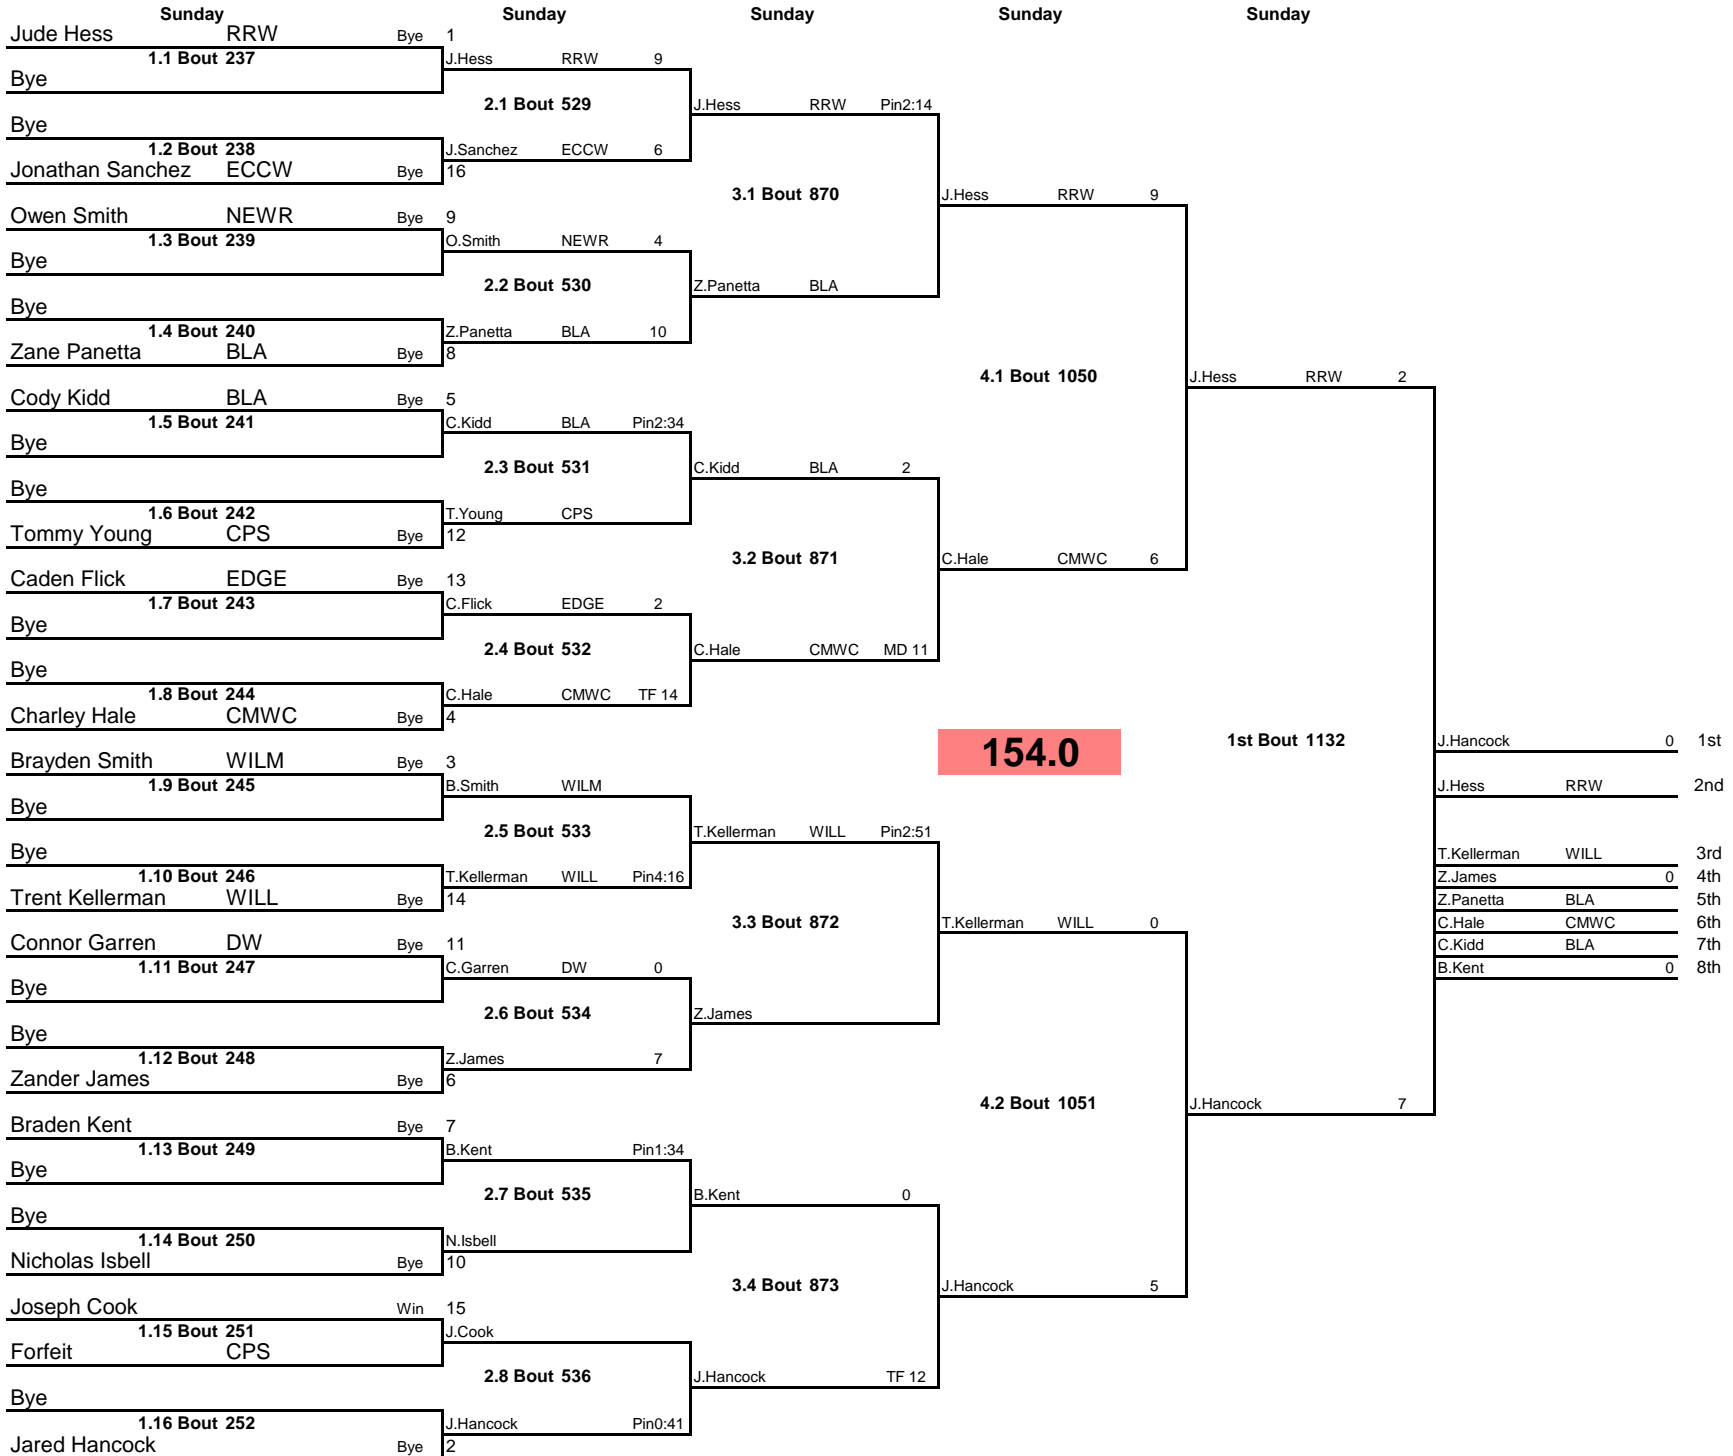 Sunday Sunday Sunday Sunday Sunday
Jude Hess RRW Bye 1
1.1 Bout 237
J.Hess RRW 9
Bye
2.1 Bout 529
J.Hess RRW Pin2:14
Bye
1.2 Bout 238
J.Sanchez ECCW 6
Jonathan Sanchez ECCW Bye 16
3.1 Bout 870
J.Hess RRW 9
Owen Smith NEWR Bye 9
1.3 Bout 239
O.Smith NEWR 4
Bye
2.2 Bout 530
Z.Panetta BLA
Bye
1.4 Bout 240
Z.Panetta BLA 10
Zane Panetta BLA Bye 8
4.1 Bout 1050
J.Hess RRW 2
Cody Kidd BLA Bye 5
1.5 Bout 241
C.Kidd BLA Pin2:34
Bye
2.3 Bout 531
C.Kidd BLA 2
Bye
1.6 Bout 242
T.Young CPS
Tommy Young CPS Bye 12
3.2 Bout 871
C.Hale CMWC 6
Caden Flick EDGE Bye 13
1.7 Bout 243
C.Flick EDGE 2
Bye
2.4 Bout 532
C.Hale CMWC MD 11
Bye
1.8 Bout 244
C.Hale CMWC TF 14
Charley Hale CMWC Bye 4
154.0
1st Bout 1132
J.Hancock 0 1st
Brayden Smith WILM Bye 3
1.9 Bout 245
B.Smith WILM
J.Hess RRW 2nd
Bye
2.5 Bout 533
T.Kellerman WILL Pin2:51
Bye
T.Kellerman WILL 3rd
1.10 Bout 246
T.Kellerman WILL Pin4:16
Z.James 0 4th
Trent Kellerman WILL Bye 14
Z.Panetta BLA 5th
3.3 Bout 872
T.Kellerman WILL 0
C.Hale CMWC 6th
Connor Garren DW Bye 11
C.Kidd BLA 7th
1.11 Bout 247
C.Garren DW 0
B.Kent 0 8th
Bye
2.6 Bout 534
Z.James
Bye
1.12 Bout 248
Z.James 7
Zander James Bye 6
4.2 Bout 1051
J.Hancock 7
Braden Kent Bye 7
1.13 Bout 249
B.Kent Pin1:34
Bye
2.7 Bout 535
B.Kent 0
Bye
1.14 Bout 250
N.Isbell
Nicholas Isbell Bye 10
3.4 Bout 873
J.Hancock 5
Joseph Cook Win 15
1.15 Bout 251
J.Cook
Forfeit CPS
2.8 Bout 536
J.Hancock TF 12
Bye
1.16 Bout 252
J.Hancock Pin0:41
Jared Hancock Bye 2